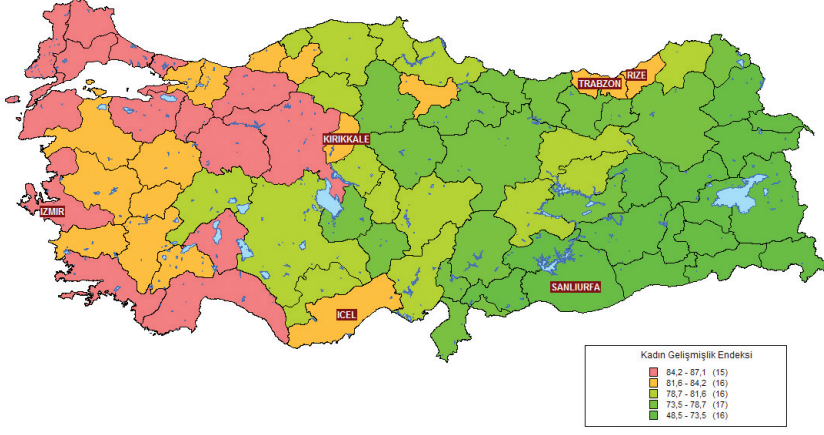 TRABZON
RIZE
KIRIKKALE
IZMIR
SANLIURFA
ICEL
Kadın Gelişmişlik Endeksi
84,2 - 87,1 (15)
81,6 - 84,2 (16)
78,7 - 81,6 (16)
73,5 - 78,7 (17)
48,5 - 73,5 (16)